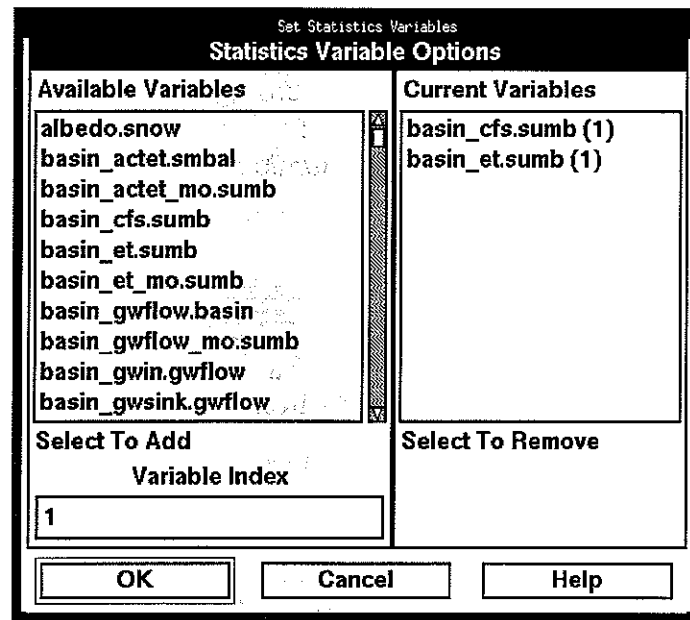 Set Statistics Variables
Statistics Variable Options
Available Variables
albedo.snow
basin_actet.smbal
basin_actet_mo.sumb
basin_cfs.sumb
basin_et.sumb
basin_et_mo.sumb
basin_gwflow.basin
basin_gwflow_mo.sumb
basin_gwin.gwflow
basin_gwsink.gwflow
Select To Add
Variable Index
1
Current Variables
basin_cfs.sumb (1)
basin_et.sumb (1)
Select To Remove
OK
Cancel
Help